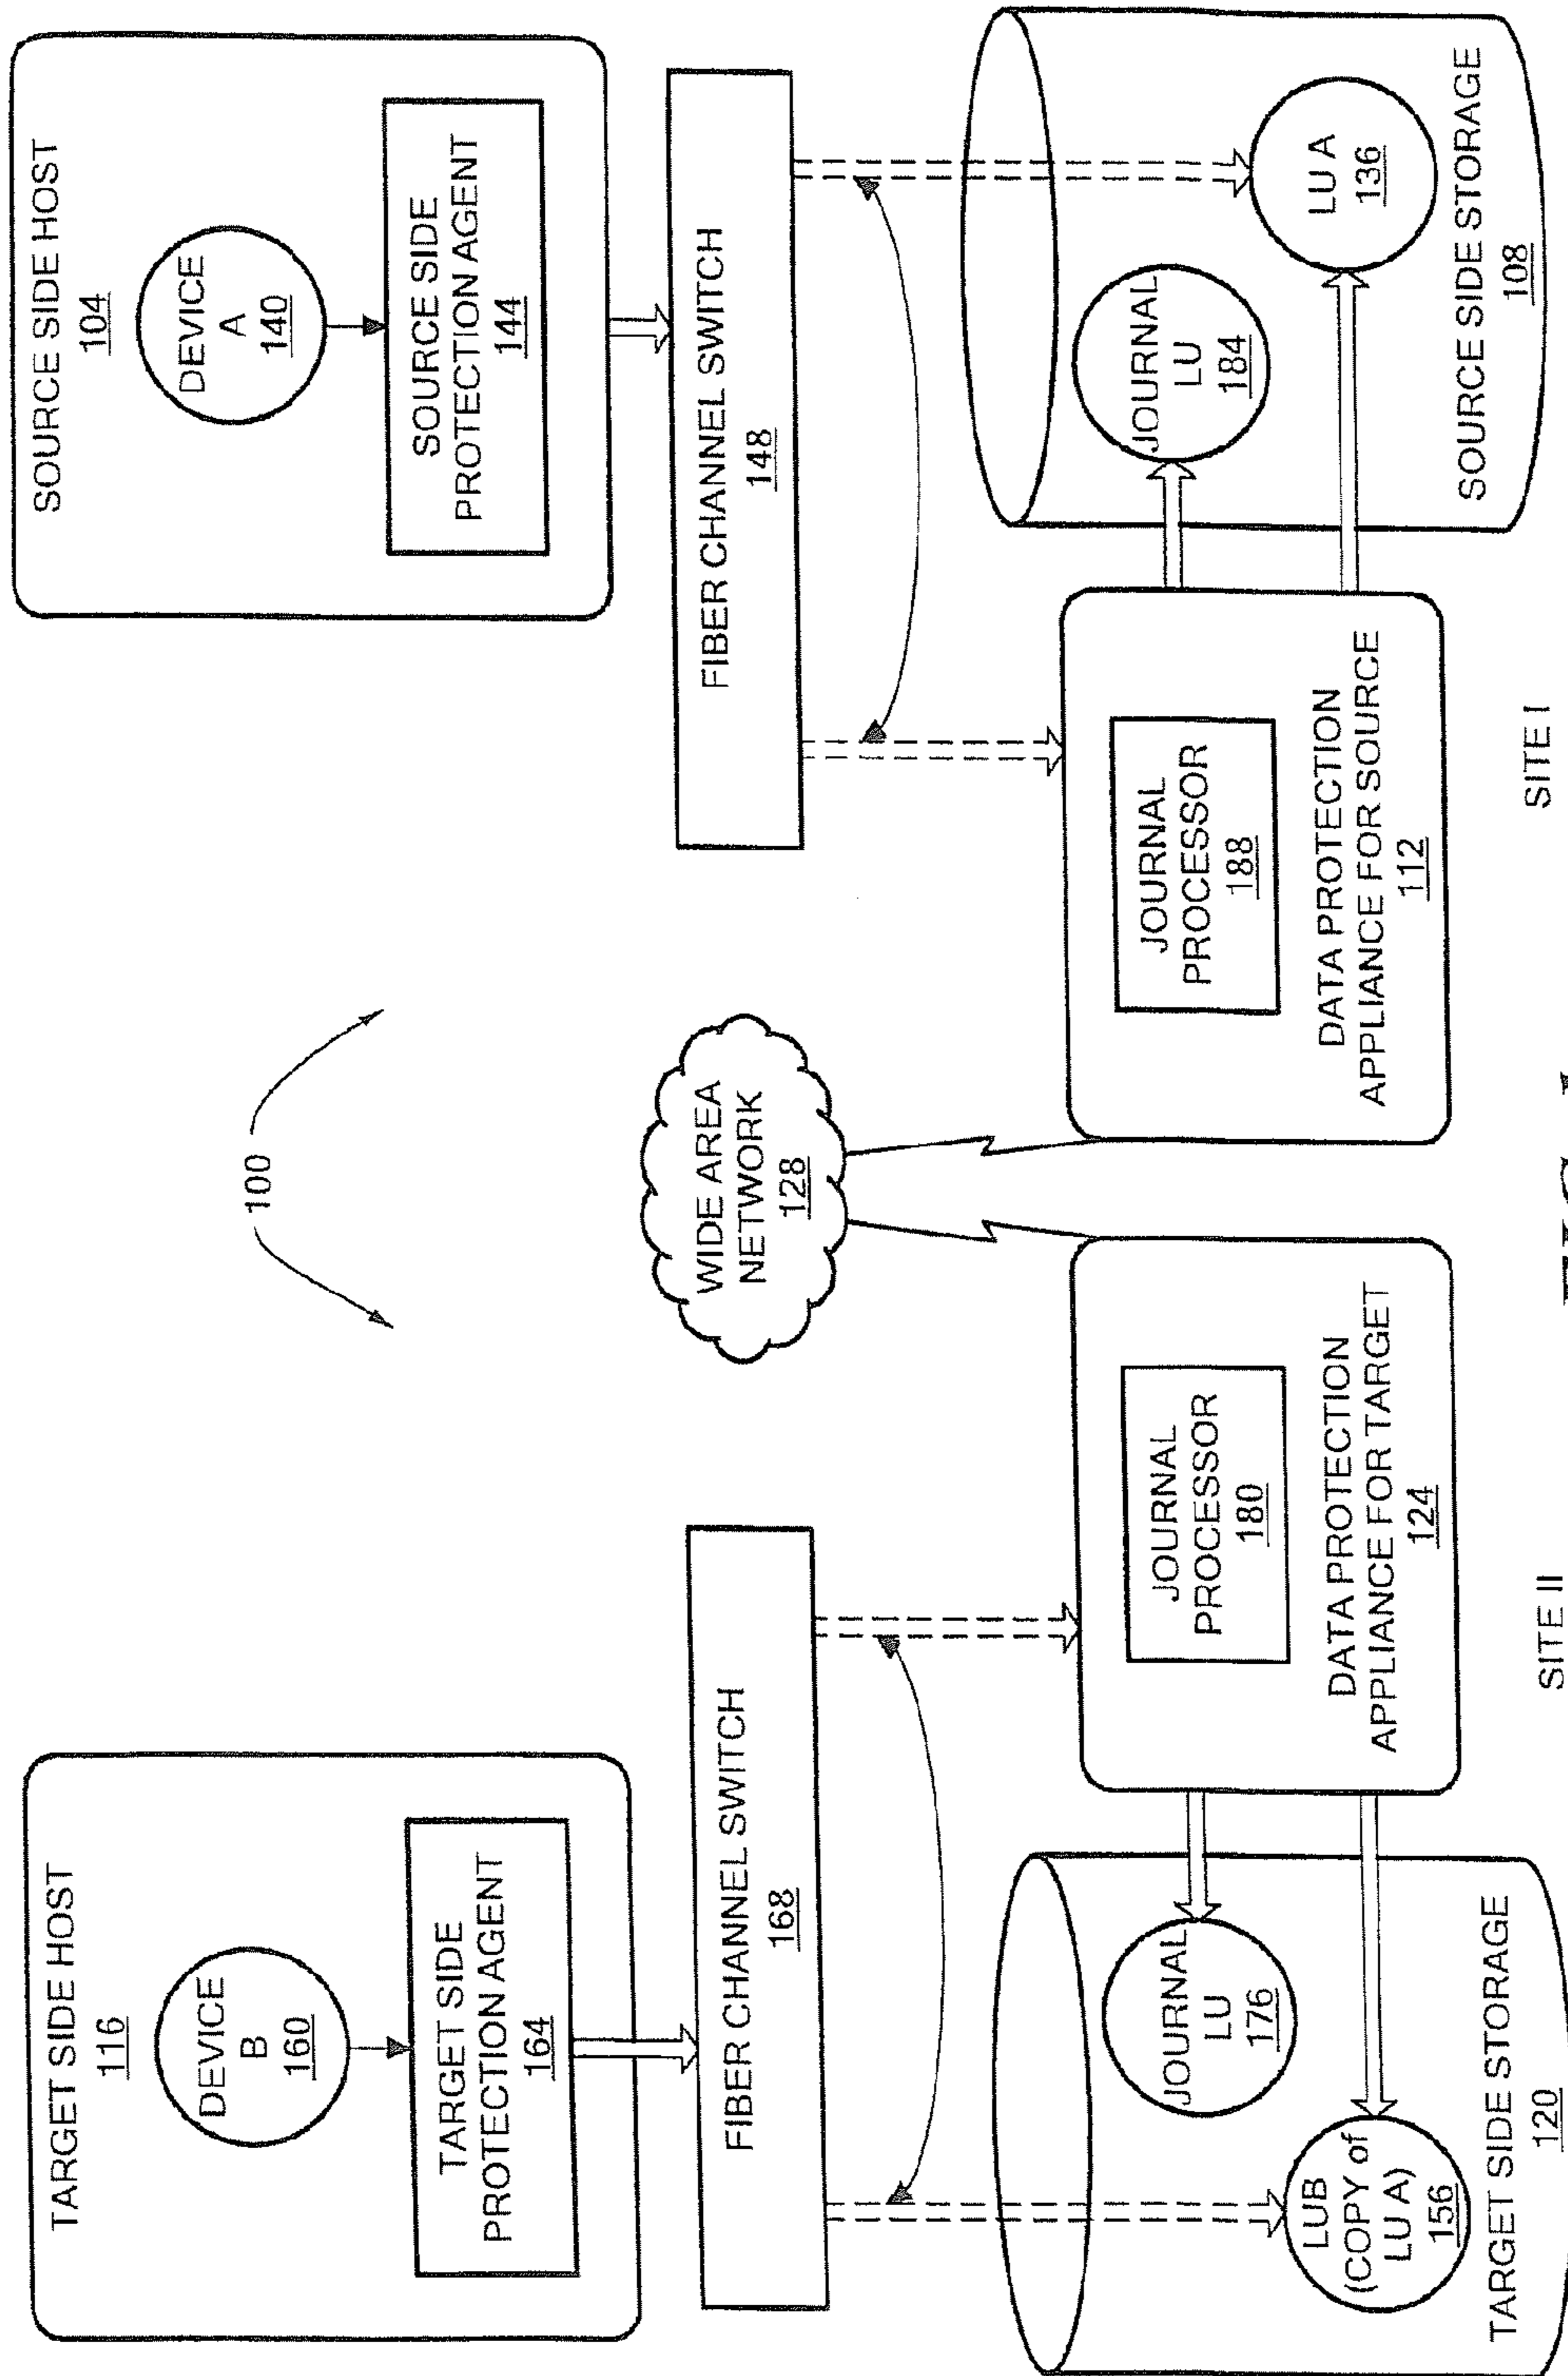 100
TARGET SIDE HOST
116
DEVICE
B
160
TARGET SIDE
PROTECTION AGENT
164
FIBER CHANNEL SWITCH
168
JOURNAL
LU
176
LUB
(COPY of
LU A)
156
TARGET SIDE STORAGE
120
JOURNAL
PROCESSOR
180
DATA PROTECTION
APPLIANCE FOR TARGET
124
SITE II
WIDE AREA
NETWORK
128
SOURCE SIDE HOST
104
DEVICE
A
140
SOURCE SIDE
PROTECTION AGENT
144
FIBER CHANNEL SWITCH
148
JOURNAL
PROCESSOR
188
DATA PROTECTION
APPLIANCE FOR SOURCE
112
SITE I
JOURNAL
LU
184
LU A
136
SOURCE SIDE STORAGE
108